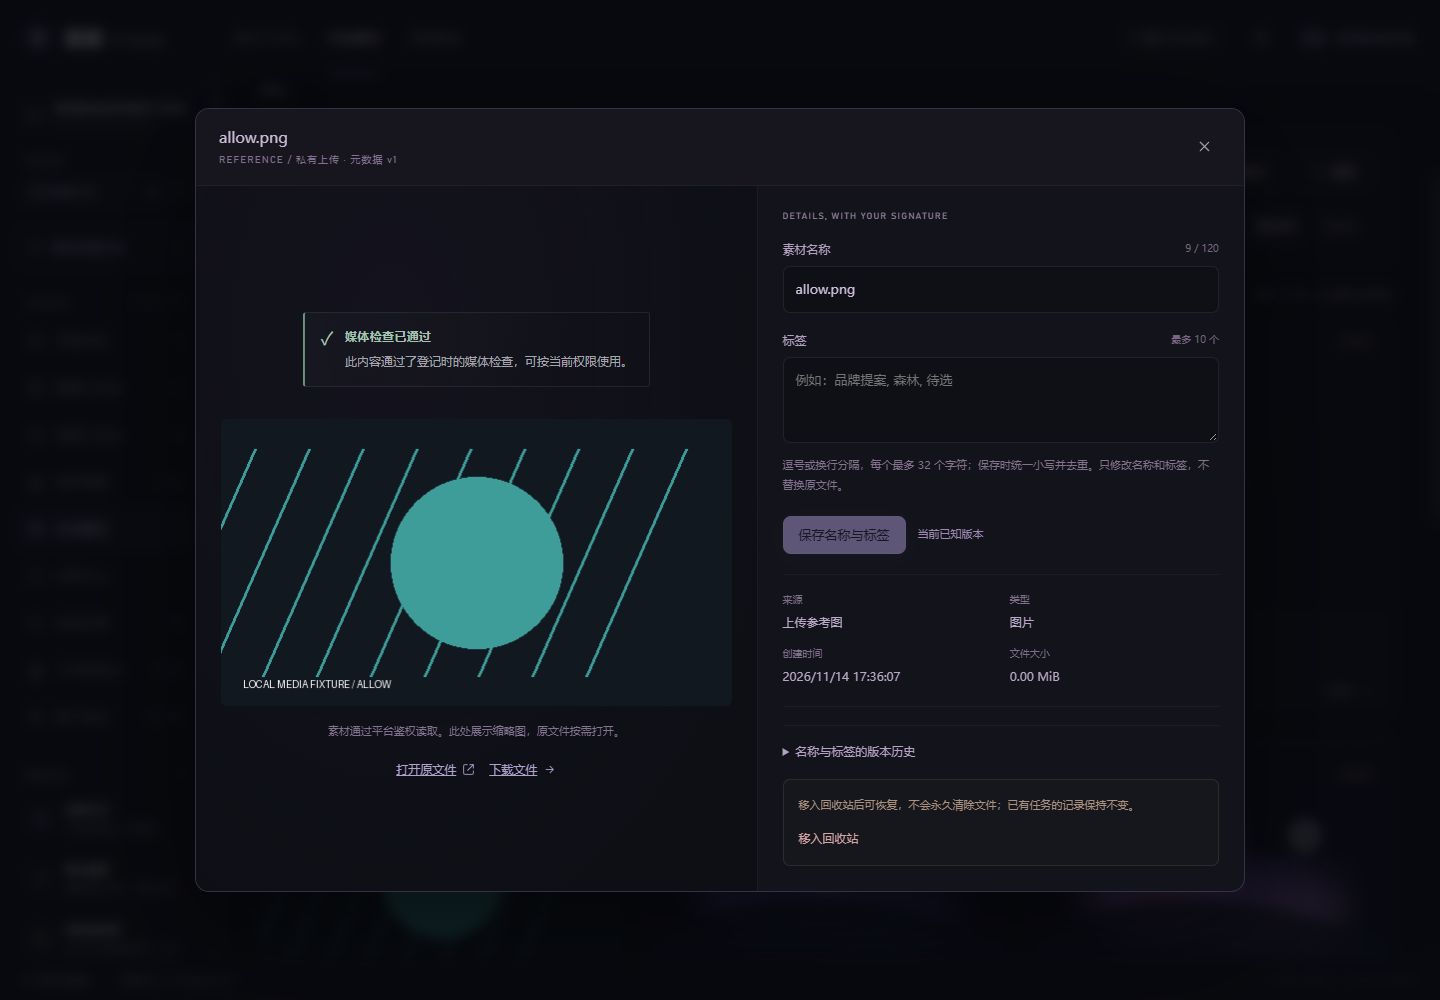 allow.png
REFERENCE / 私有上传 · 元数据 v1
媒体检查已通过
此内容通过了登记时的媒体检查，可按当前权限使用。
LOCAL MEDIA FIXTURE / ALLOW
素材通过平台鉴权读取。此处展示缩略图，原文件按需打开。
打开原文件
下载文件
DETAILS, WITH YOUR SIGNATURE
素材名称
9 / 120
allow.png
标签
最多 10 个
例如：品牌提案, 森林, 待选
逗号或换行分隔，每个最多 32 个字符；保存时统一小写并去重。只修改名称和标签，不
替换原文件。
保存名称与标签
当前已知版本
来源
类型
上传参考图
图片
创建时间
文件大小
2026/11/14 17:36:07
0.00 MiB
名称与标签的版本历史
移入回收站后可恢复，不会永久清除文件；已有任务的记录保持不变。
移入回收站